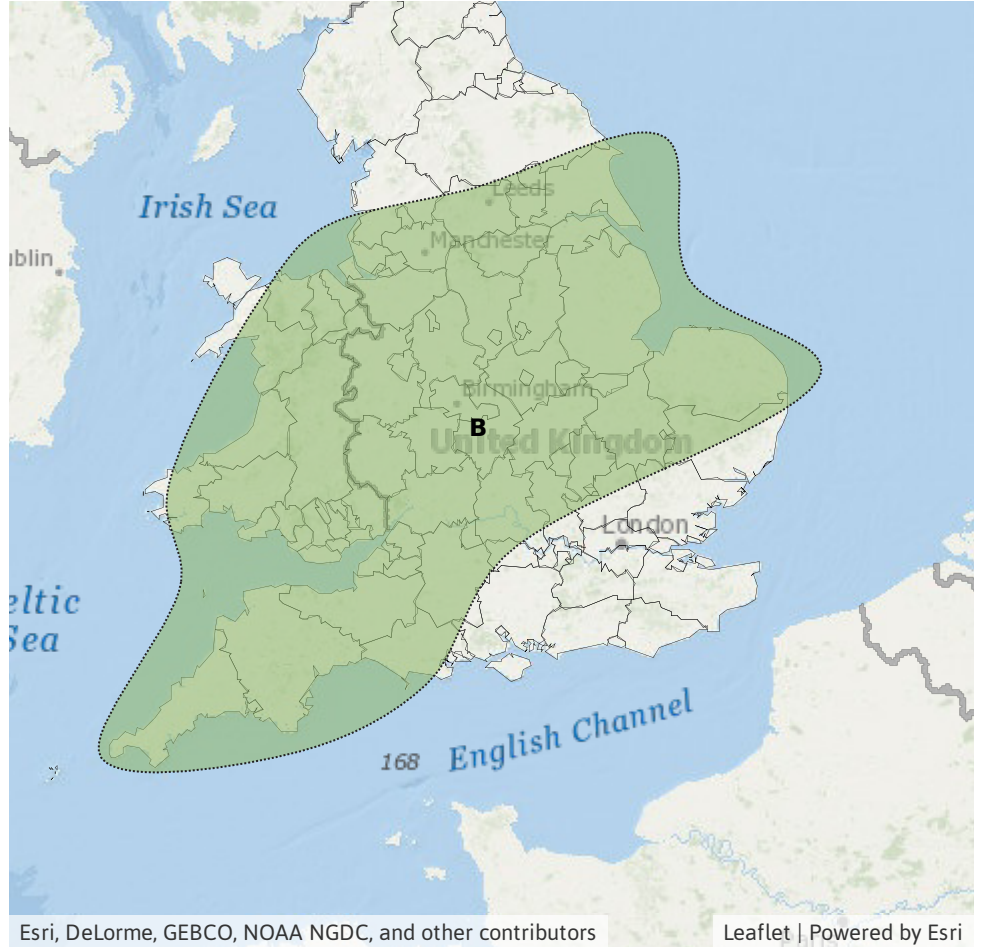 Leeds
Irish Sea
Manchester
ublin
Birmingham
B
United Kingdom
London
eltic
Sea
English Channel
168
Paris
Esri, DeLorme, GEBCO, NOAA NGDC, and other contributors
Leaflet | Powered by Esri